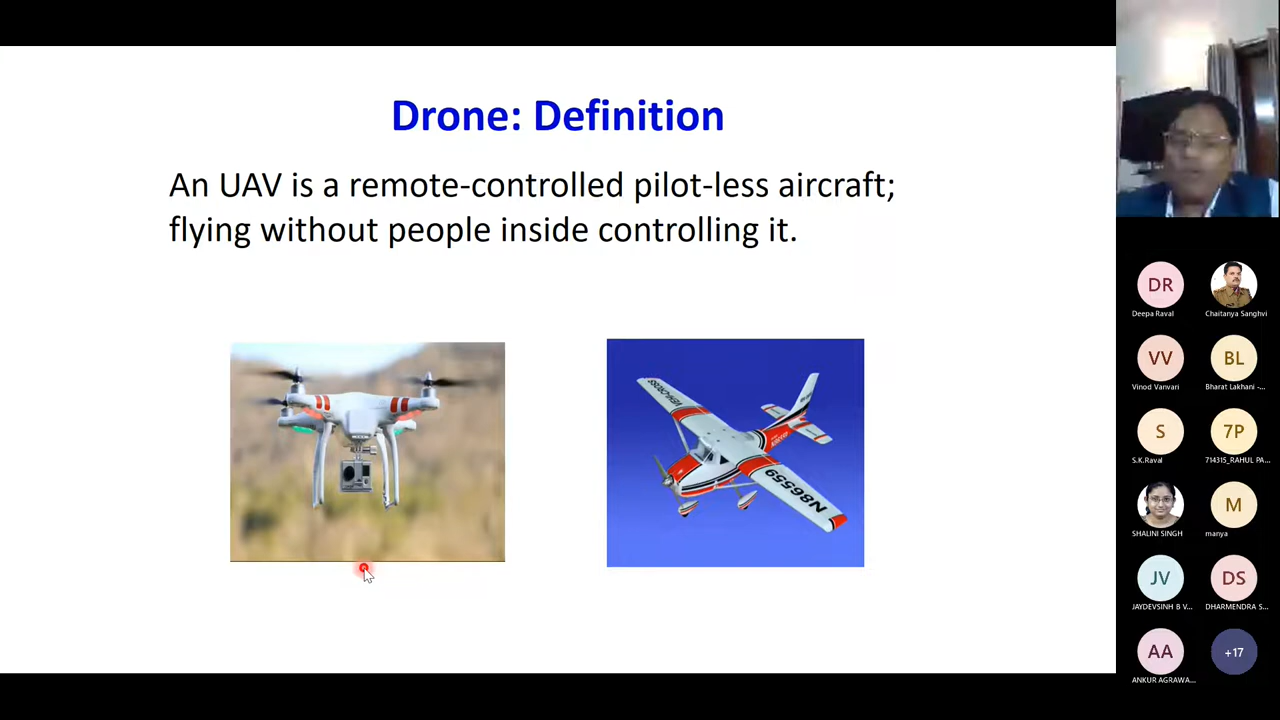 Drone: Definition
An UAV is a remote-controlled pilot-less aircraft;
flying without people inside controlling it.
N86559
DR
Deepa Raval
Chaitanya Sanghvi
VV
Vinod Vanvari
BL
Bharat Lakhani -...
S
S.K.Raval
7P
714315_RAHUL PA...
SHALINI SINGH
M
manya
JV
JAYDEVSINH B V...
DS
DHARMENDRA S...
AA
ANKUR AGRAWA...
+17